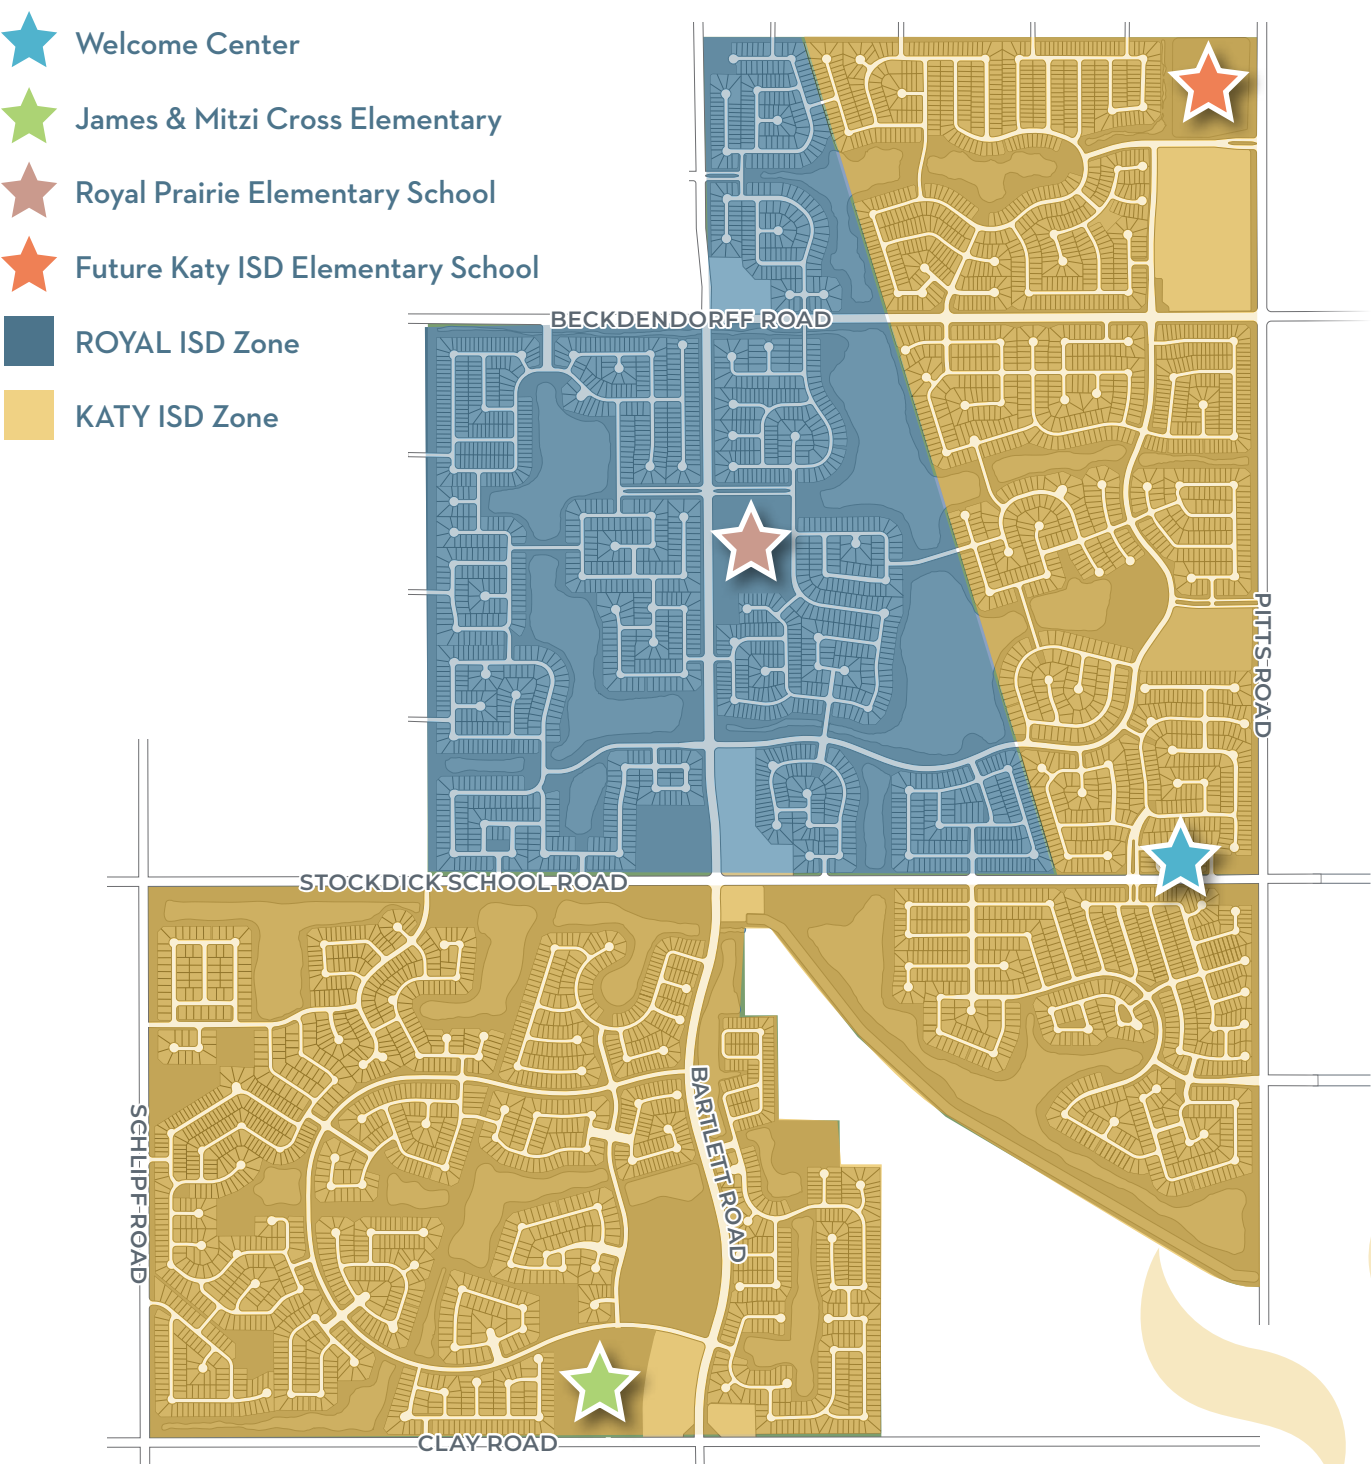 Welcome Center
James & Mitzi Cross Elementary
Royal Prairie Elementary School
Future Katy ISD Elementary School
ROYAL ISD Zone
KATY ISD Zone
BECKDENDORFF ROAD
PITTS ROAD
STOCKDICK SCHOOL ROAD
BARTLETT ROAD
SCHLIPF ROAD
CLAY ROAD